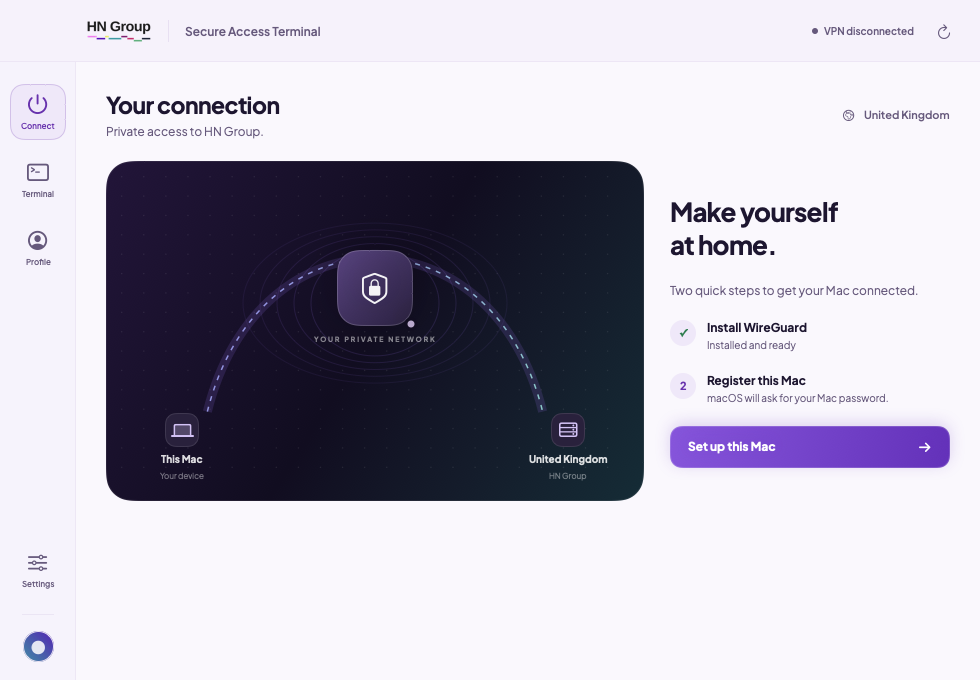 HN Group
Secure Access Terminal
VPN disconnected
Connect
Terminal
Profile
Settings
Your connection
Private access to HN Group.
United Kingdom
YOUR PRIVATE NETWORK
This Mac
Your device
United Kingdom
HN Group
Make yourself
at home.
Two quick steps to get your Mac connected.
✓
Install WireGuard
Installed and ready
2
Register this Mac
macOS will ask for your Mac password.
Set up this Mac